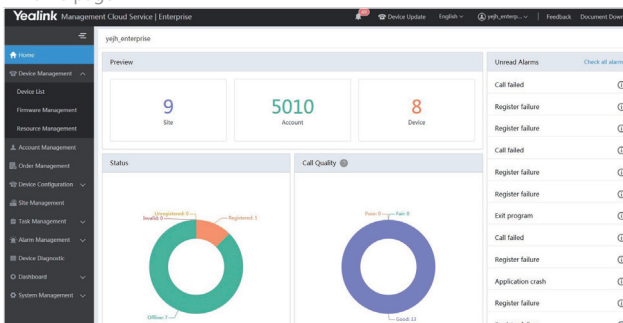 Yealink Management Cloud Service | Enterprise
Device Update
English
yejh_enterp...
Feedback
Document Down
yejh_enterprise
Home
Device Management
Device List
Firmware Management
Resource Management
Account Management
Order Management
Device Configuration
Site Management
Task Management
Alarm Management
Device Diagnostic
Dashboard
System Management
Preview
9
Site
5010
Account
8
Device
Status
Unregistered: 0
Invalid: 0
Registered: 1
Offline: 7
Call Quality
Poor: 0
Fair: 0
Good: 13
Unread Alarms
Check all alarm
Call failed
Register failure
Register failure
Call failed
Register failure
Register failure
Exit program
Call failed
Register failure
Application crash
Register failure